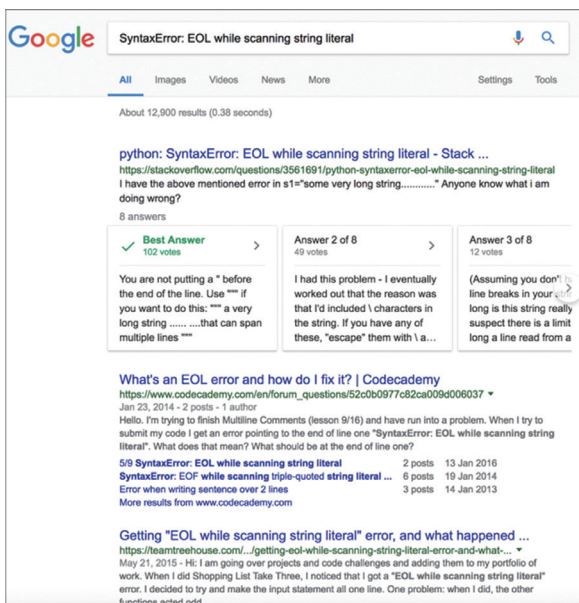 Google
SyntaxError: EOL while scanning string literal
All Images Videos News More Settings Tools
About 12,900 results (0.38 seconds)
python: SyntaxError: EOL while scanning string literal - Stack ...
https://stackoverflow.com/questions/3561691/python-syntaxerror-eol-while-scanning-string-literal
I have the above mentioned error in s1="some very long string............" Anyone know what i am
doing wrong?
8 answers
Best Answer
102 votes
You are not putting a " before
the end of the line. Use """ if
you want to do this: """ a very
long string ...... ....that can span
multiple lines """
Answer 2 of 8
49 votes
I had this problem - I eventually
worked out that the reason was
that I'd included \ characters in
the string. If you have any of
these, "escape" them with \ a...
Answer 3 of 8
12 votes
(Assuming you don't
line breaks in your
long is this string
suspect there is a limit
long a line read from a
What's an EOL error and how do I fix it? | Codecademy
https://www.codecademy.com/en/forum_questions/52c0b0977c82ca009d006037
Jan 23, 2014 - 2 posts - 1 author
Hello. I'm trying to finish Multiline Comments (lesson 9/16) and have run into a problem. When I try to
submit my code I get an error pointing to the end of line one "SyntaxError: EOL while scanning string
literal". What does that mean? What should be at the end of line one?
5/9 SyntaxError: EOL while scanning string literal 2 posts 13 Jan 2016
SyntaxError: EOF while scanning triple-quoted string literal ... 6 posts 19 Jan 2014
Error when writing sentence over 2 lines 3 posts 14 Jan 2013
More results from www.codecademy.com
Getting "EOL while scanning string literal" error, and what happened ...
https://teamtreehouse.com/.../getting-eol-while-scanning-string-literal-error-and-what-...
May 21, 2015 - Hi: I am going over projects and code challenges and adding them to my portfolio of
work. When I did Shopping List Take Three, I noticed that I got a "EOL while scanning string literal"
error. I decided to try and make the input statement all one line. One problem: when I did, the other
functions acted odd